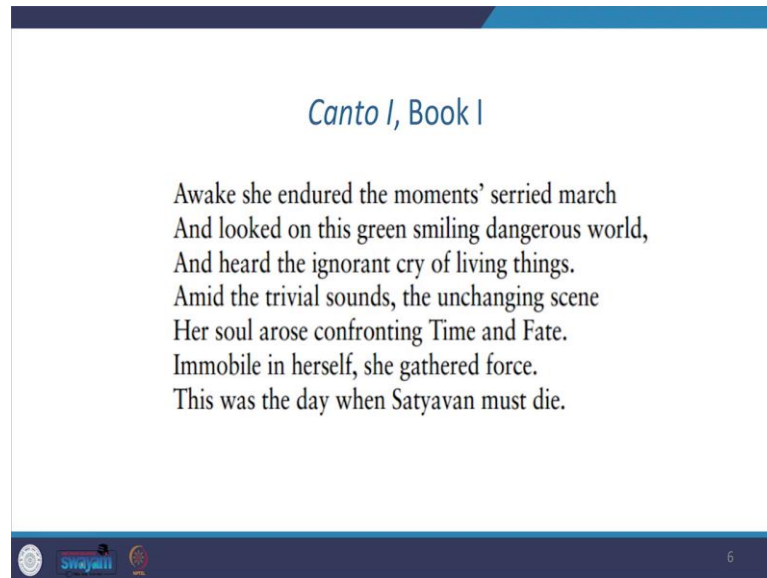 Canto I, Book I
Awake she endured the moments’ serried march
And looked on this green smiling dangerous world,
And heard the ignorant cry of living things.
Amid the trivial sounds, the unchanging scene
Her soul arose confronting Time and Fate.
Immobile in herself, she gathered force.
This was the day when Satyavan must die.
swayam
6